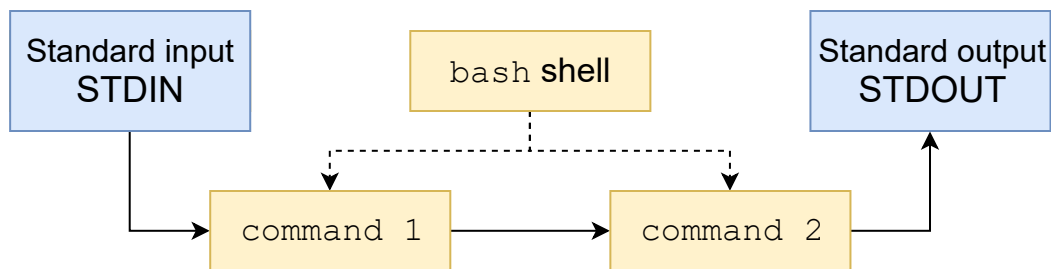 Standard input
STDIN
bash shell
Standard output
STDOUT
command 1
command 2